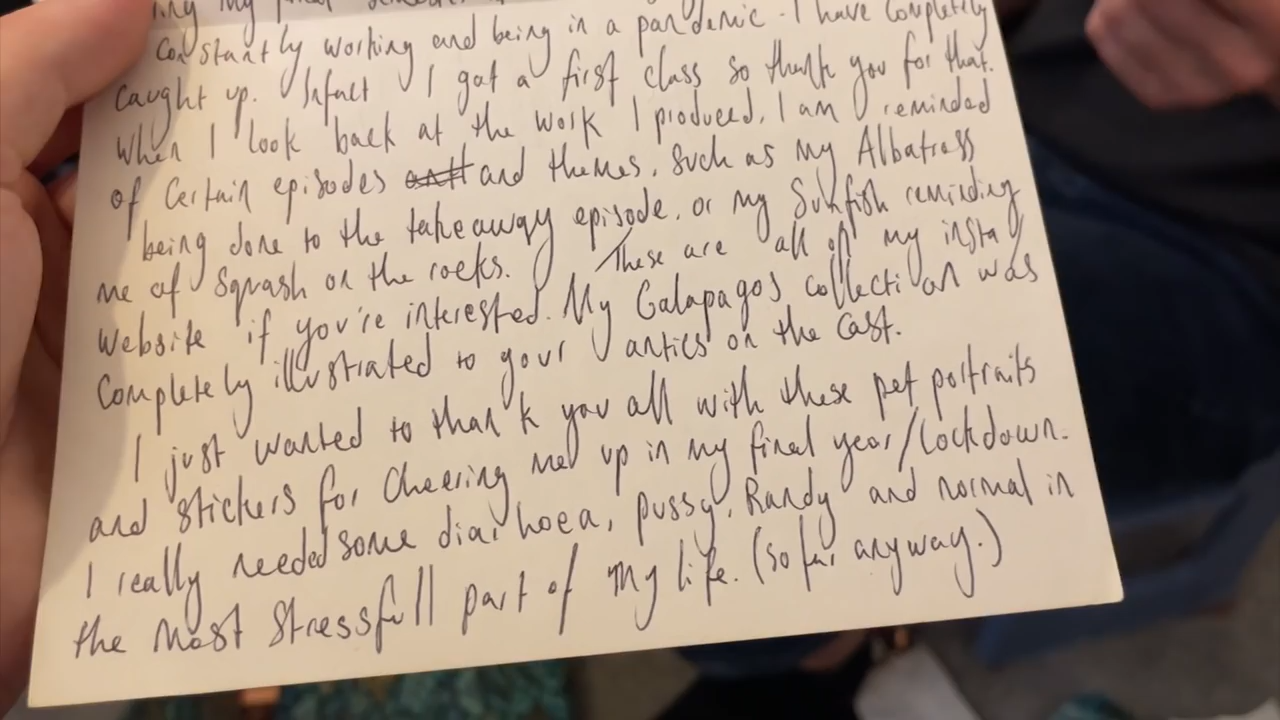 my final
constantly working and being in a pandemic - I have completely
caught up. Infact I got a first class so thank you for that.
When I look back at the work I produced, I am reminded
of certain episodes and themes, such as my Albatross
being done to the takeaway episode, or my Sunfish reminding
me of Squash on the rocks. These are all on my insta/
website if you're interested. My Galapagos collection was
completely illustrated to your antics on the cast.
I just wanted to thank you all with these pet portraits
and stickers for cheering me up in my final year/lockdown.
I really needed some diarhoea, pussy, Randy and normal in
the most stressfull part of my life. (so far anyway.)